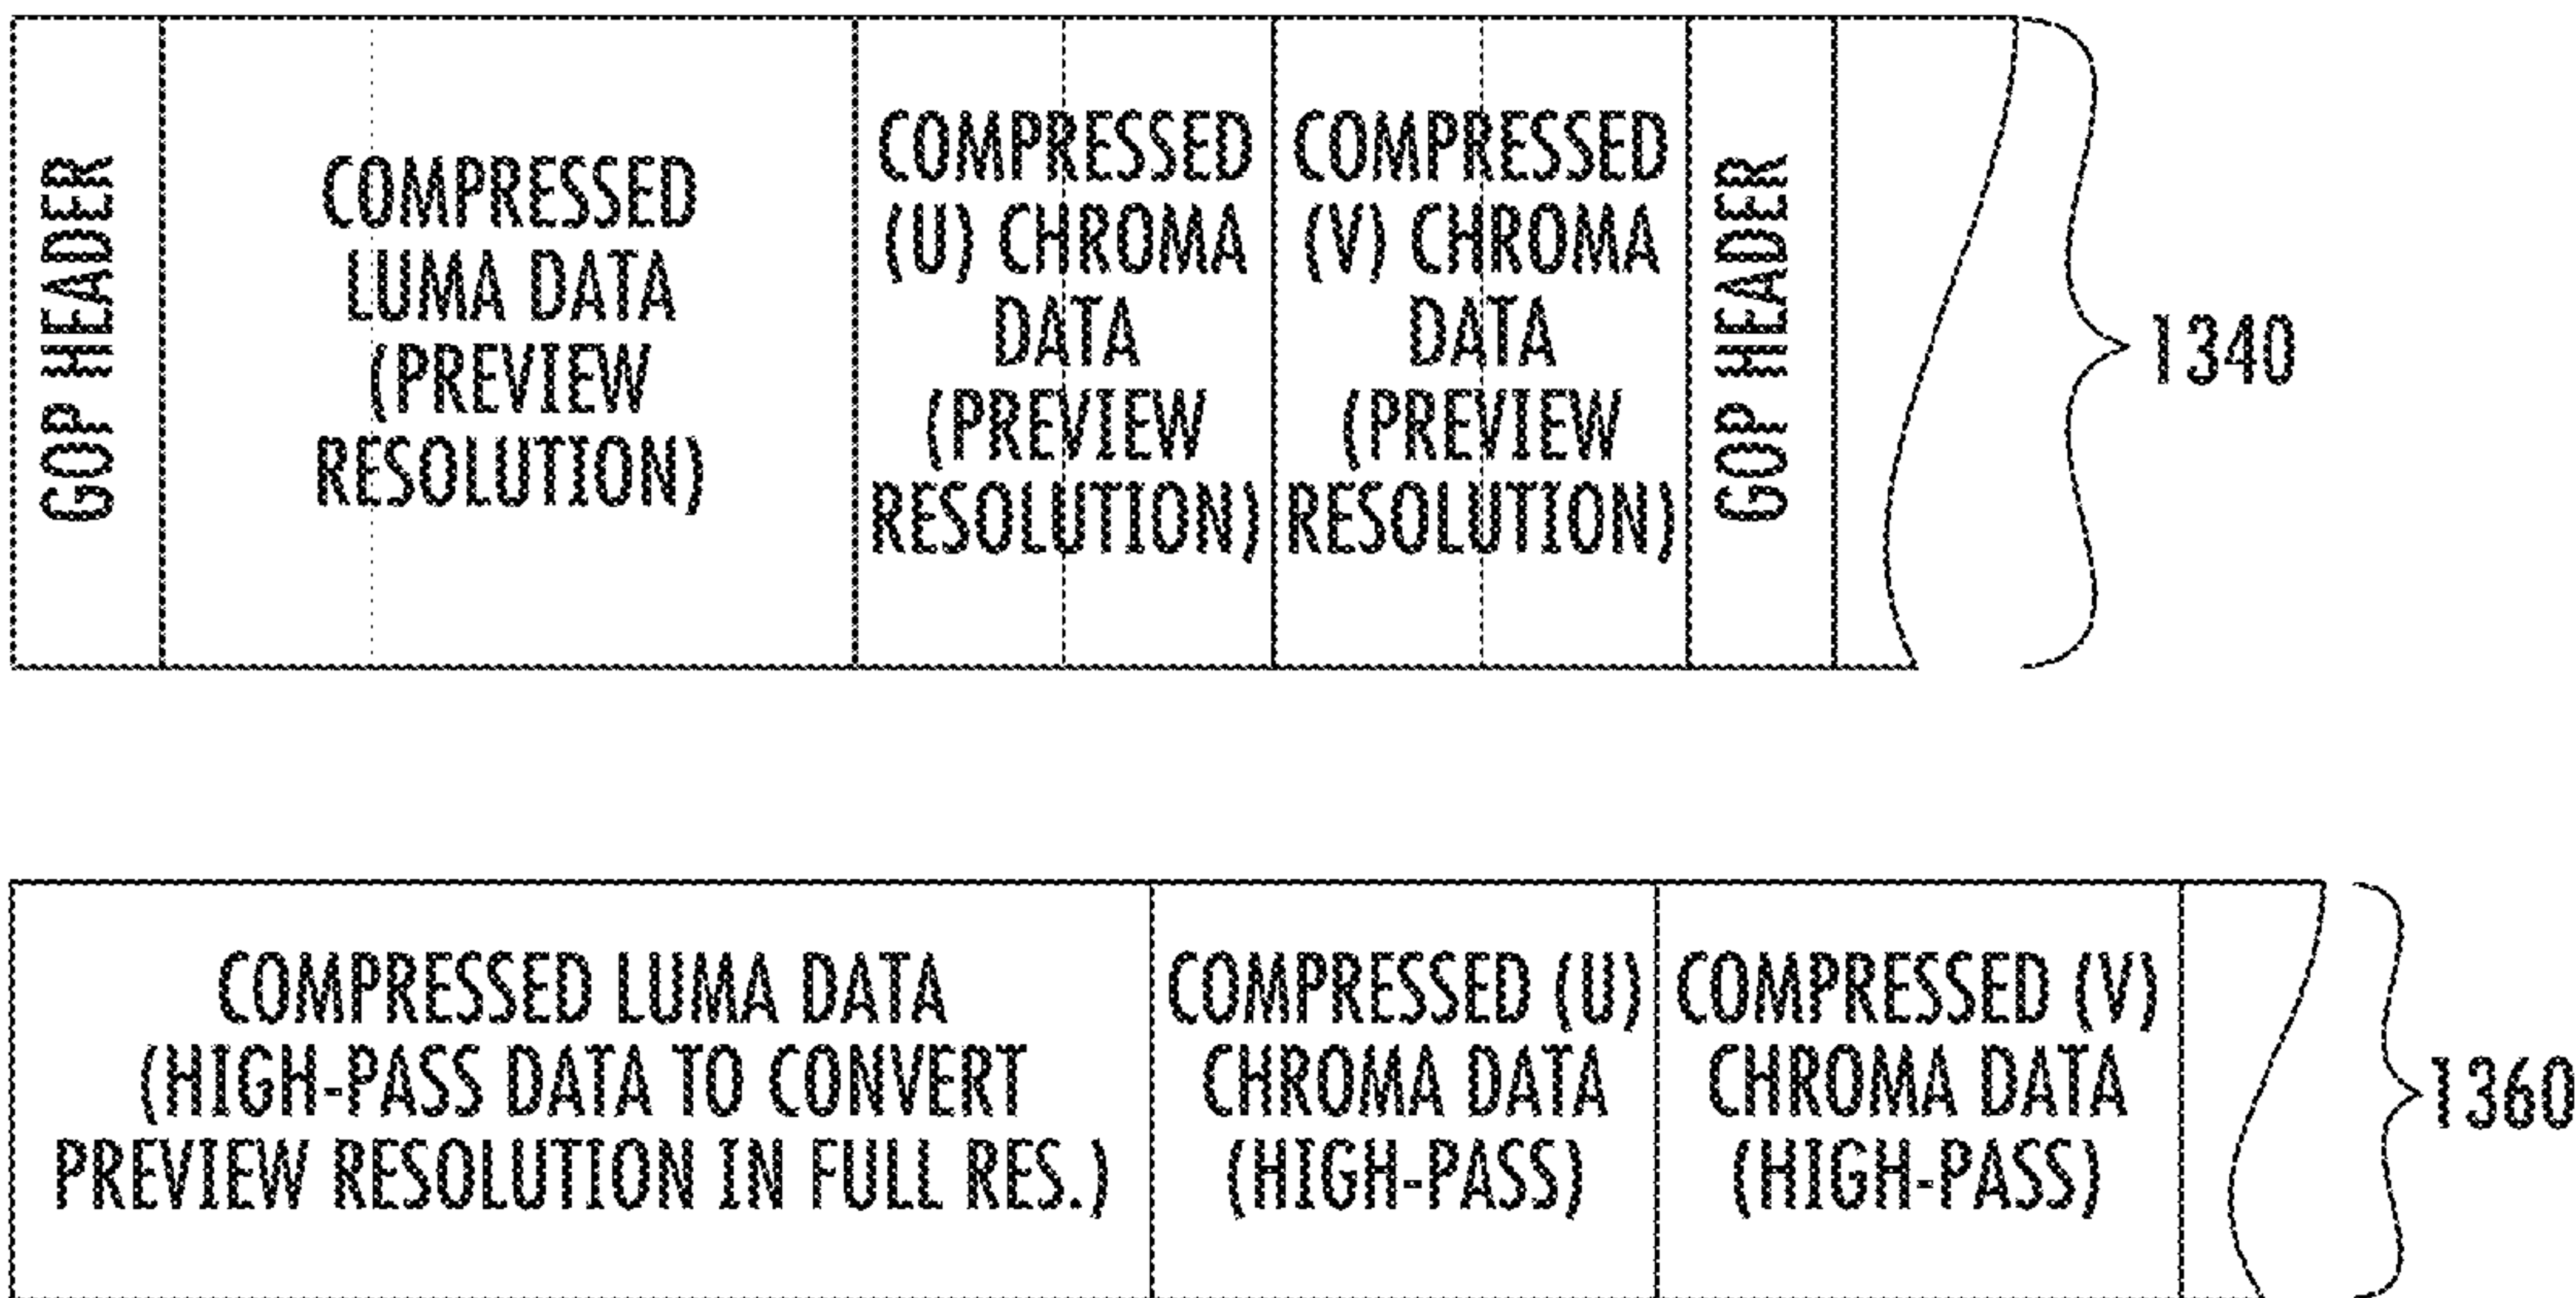 GOP HEADER
COMPRESSED
LUMA DATA
(PREVIEW
RESOLUTION)
COMPRESSED
(U) CHROMA
DATA
(PREVIEW
RESOLUTION)
COMPRESSED
(V) CHROMA
DATA
(PREVIEW
RESOLUTION)
GOP HEADER
1340
COMPRESSED LUMA DATA
(HIGH-PASS DATA TO CONVERT
PREVIEW RESOLUTION IN FULL RES.)
COMPRESSED (U)
CHROMA DATA
(HIGH-PASS)
COMPRESSED (V)
CHROMA DATA
(HIGH-PASS)
1360